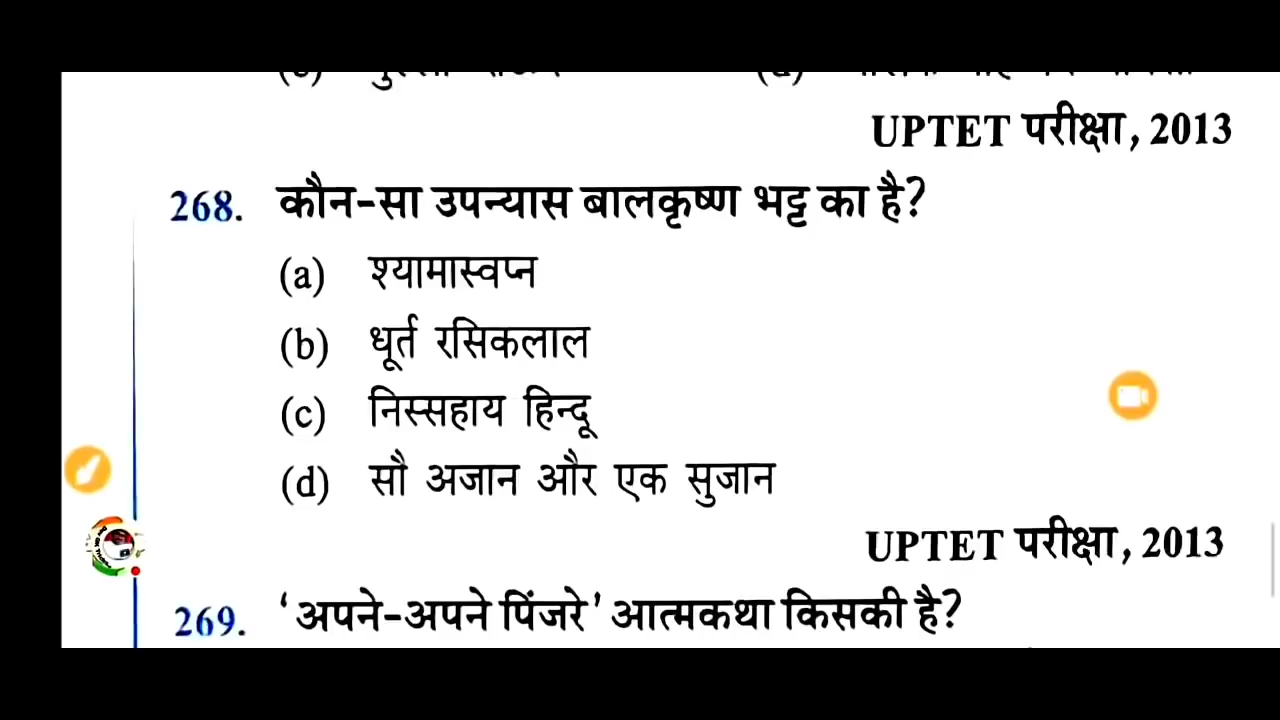 UPTET परीक्षा, 2013
268. कौन-सा उपन्यास बालकृष्ण भट्ट का है?
(a) श्यामास्वप्न
(b) धूर्त रसिकलाल
(c) निस्सहाय हिन्दू
(d) सौ अजान और एक सुजान
UPTET परीक्षा, 2013
269. ‘अपने-अपने पिंजरे’ आत्मकथा किसकी है?